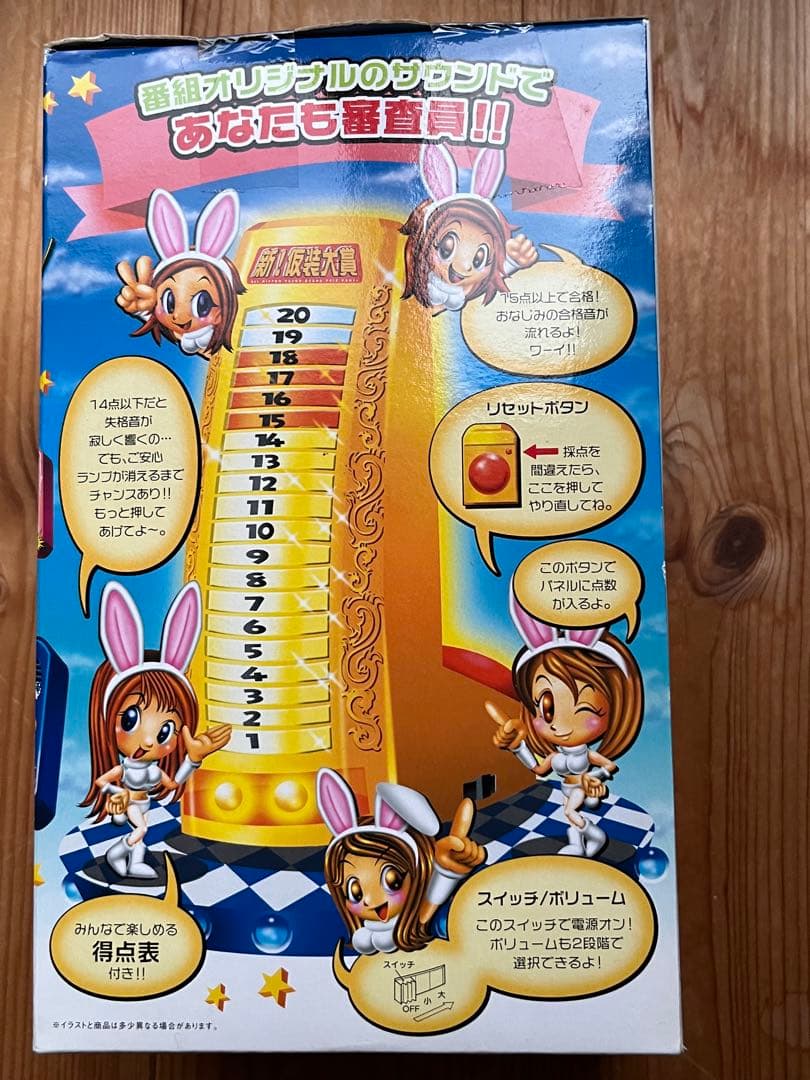 番組オリジナルのサウンドで
あなたも審査員!!
新!仮装大賞
20
19
18
17
16
15
14
13
12
11
10
9
8
7
6
5
4
3
2
1
15点以上で合格!
おなじみの合格音が
流れるよ!
ワーイ!!
14点以下だと
失格音が
寂しく響くの…
でも、ご安心
ランプが消えるまで
チャンスあり!!
もっと押して
あげてよ〜。
リセットボタン
採点を
間違えたら、
ここを押して
やり直してね。
このボタンで
パネルに点数
が入るよ。
みんなで楽しめる
得点表
付き!!
スイッチ/ボリューム
このスイッチで電源オン!
ボリュームも2段階で
選択できるよ!
スイッチ
OFF 小 大
※イラストと商品は多少異なる場合があります。